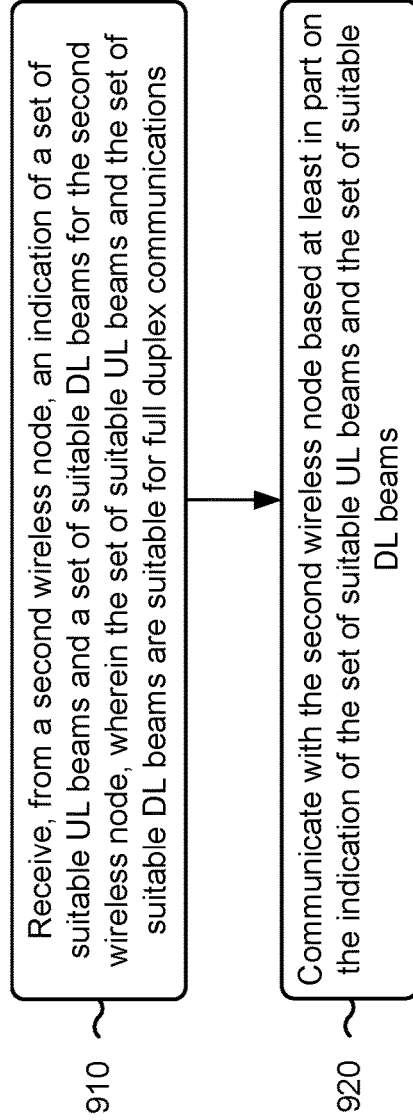 910
Receive, from a second wireless node, an indication of a set of
suitable UL beams and a set of suitable DL beams for the second
wireless node, wherein the set of suitable UL beams and the set of
suitable DL beams are suitable for full duplex communications
920
Communicate with the second wireless node based at least in part on
the indication of the set of suitable UL beams and the set of suitable
DL beams